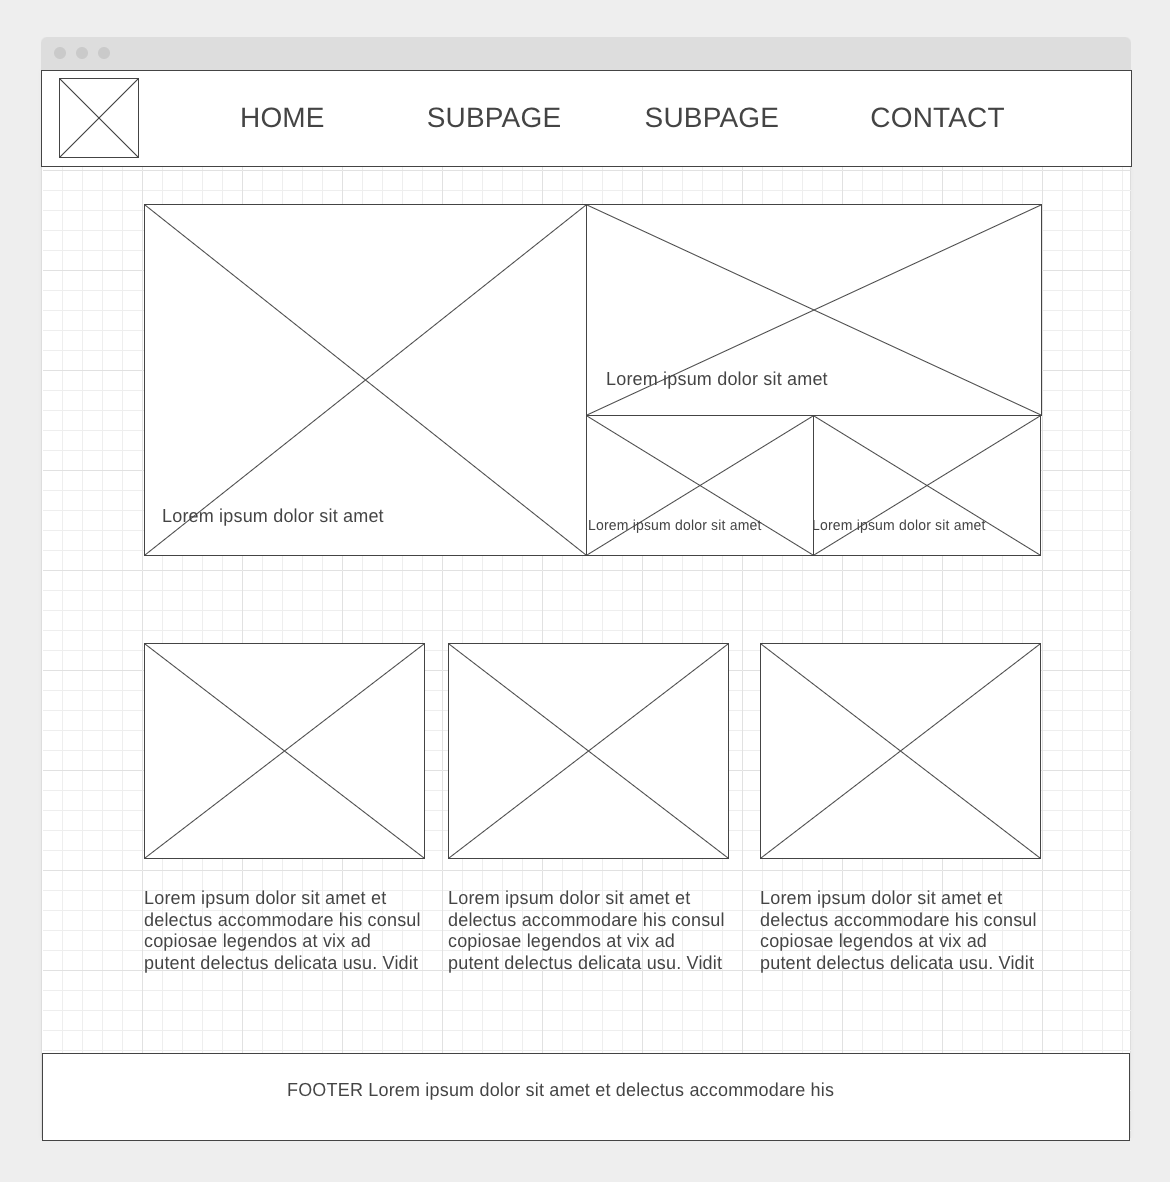 HOME SUBPAGE SUBPAGE CONTACT
Lorem ipsum dolor sit amet
Lorem ipsum dolor sit amet
Lorem ipsum dolor sit amet
Lorem ipsum dolor sit amet
Lorem ipsum dolor sit amet et
delectus accommodare his consul
copiosae legendos at vix ad
putent delectus delicata usu. Vidit
Lorem ipsum dolor sit amet et
delectus accommodare his consul
copiosae legendos at vix ad
putent delectus delicata usu. Vidit
Lorem ipsum dolor sit amet et
delectus accommodare his consul
copiosae legendos at vix ad
putent delectus delicata usu. Vidit
FOOTER Lorem ipsum dolor sit amet et delectus accommodare his